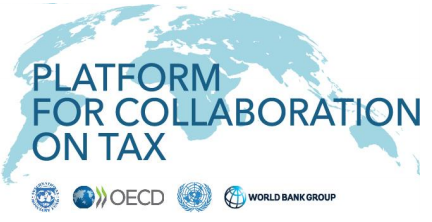 PLATFORM
FOR COLLABORATION
ON TAX
OECD
WORLD BANK GROUP